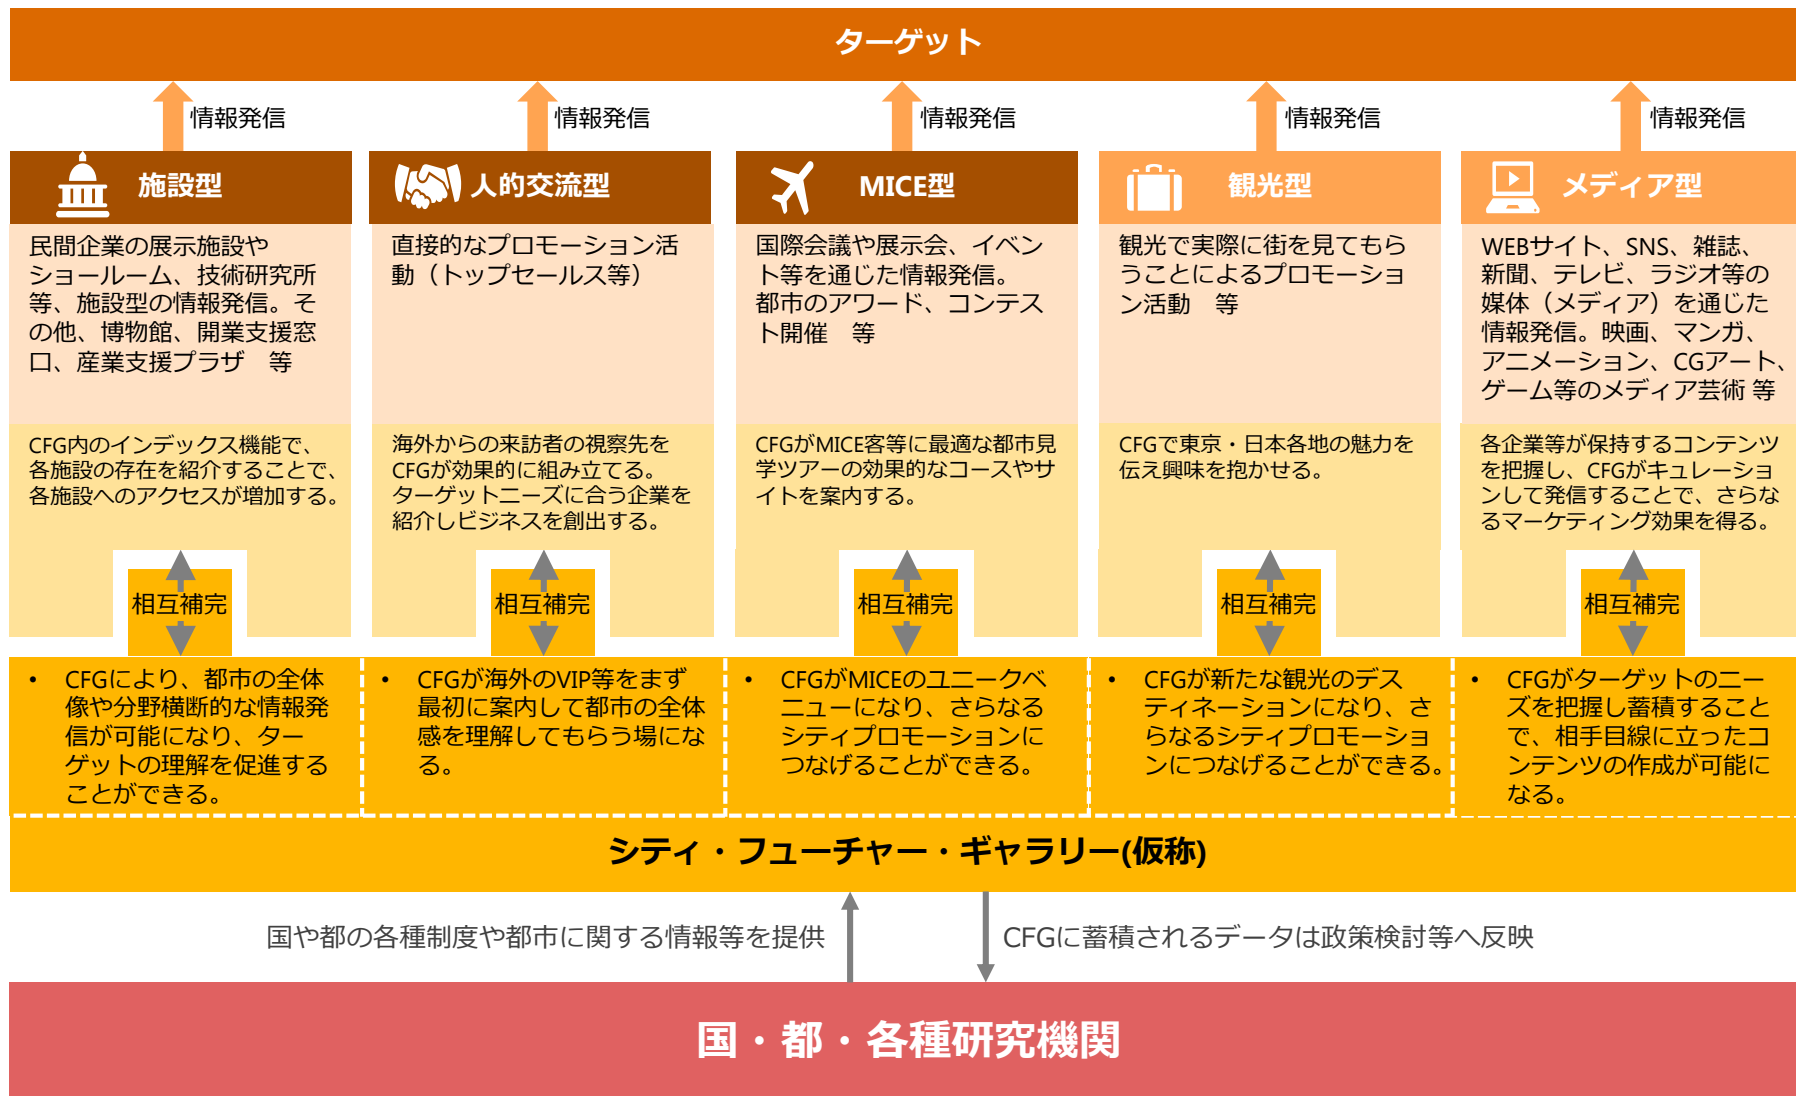 ターゲット
情報発信
情報発信
情報発信
情報発信
情報発信
施設型
民間企業の展示施設や
ショールーム、技術研究所
等、施設型の情報発信。そ
の他、博物館、開業支援窓
口、産業支援プラザ　等
CFG内のインデックス機能で、
各施設の存在を紹介することで、
各施設へのアクセスが増加する。
相互補完
• CFGにより、都市の全体
像や分野横断的な情報発
信が可能になり、ター
ゲットの理解を促進する
ことができる。
人的交流型
直接的なプロモーション活
動（トップセールス等）
海外からの来訪者の視察先を
CFGが効果的に組み立てる。
ターゲットニーズに合う企業を
紹介しビジネスを創出する。
相互補完
• CFGが海外のVIP等をまず
最初に案内して都市の全体
感を理解してもらう場にな
る。
MICE型
国際会議や展示会、イベン
ト等を通じた情報発信。
都市のアワード、コンテス
ト開催　等
CFGがMICE客等に最適な都市見
学ツアーの効果的なコースやサ
イトを案内する。
相互補完
• CFGがMICEのユニークベ
ニューになり、さらなる
シティプロモーションに
つなげることができる。
観光型
観光で実際に街を見てもら
うことによるプロモーショ
ン活動　等
CFGで東京・日本各地の魅力を
伝え興味を抱かせる。
相互補完
• CFGが新たな観光のデス
ティネーションになり、さ
らなるシティプロモーショ
ンにつなげることができる。
メディア型
WEBサイト、SNS、雑誌、
新聞、テレビ、ラジオ等の
媒体（メディア）を通じた
情報発信。映画、マンガ、
アニメーション、CGアート、
ゲーム等のメディア芸術 等
各企業等が保持するコンテンツ
を把握し、CFGがキュレーショ
ンして発信することで、さらな
るマーケティング効果を得る。
相互補完
• CFGがターゲットのニー
ズを把握し蓄積すること
で、相手目線に立ったコ
ンテンツの作成が可能に
なる。
シティ・フューチャー・ギャラリー(仮称)
国や都の各種制度や都市に関する情報等を提供
CFGに蓄積されるデータは政策検討等へ反映
国・都・各種研究機関